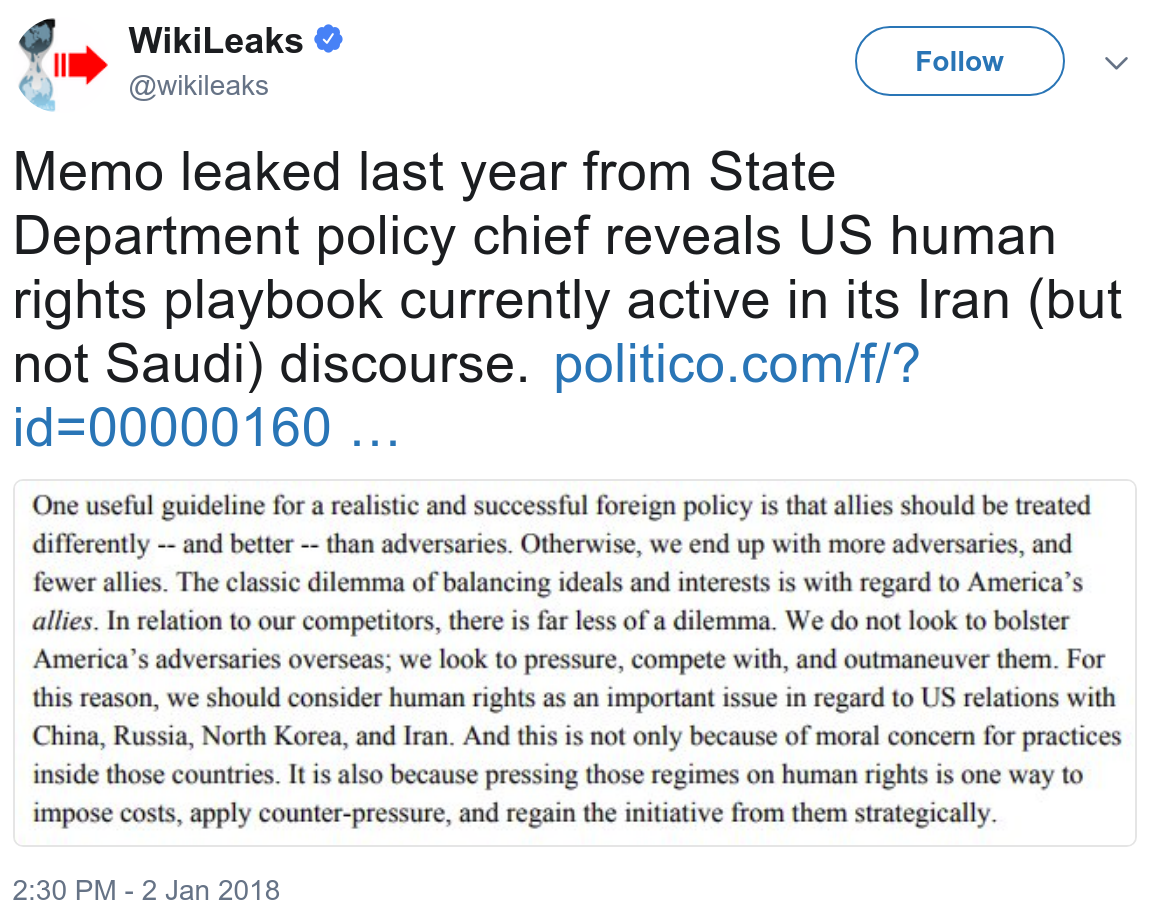 WikiLeaks
@wikileaks
Follow
Memo leaked last year from State
Department policy chief reveals US human
rights playbook currently active in its Iran (but
not Saudi) discourse. politico.com/f/?
id=00000160 …
One useful guideline for a realistic and successful foreign policy is that allies should be treated
differently -- and better -- than adversaries. Otherwise, we end up with more adversaries, and
fewer allies. The classic dilemma of balancing ideals and interests is with regard to America’s
allies. In relation to our competitors, there is far less of a dilemma. We do not look to bolster
America’s adversaries overseas; we look to pressure, compete with, and outmaneuver them. For
this reason, we should consider human rights as an important issue in regard to US relations with
China, Russia, North Korea, and Iran. And this is not only because of moral concern for practices
inside those countries. It is also because pressing those regimes on human rights is one way to
impose costs, apply counter-pressure, and regain the initiative from them strategically.
2:30 PM - 2 Jan 2018